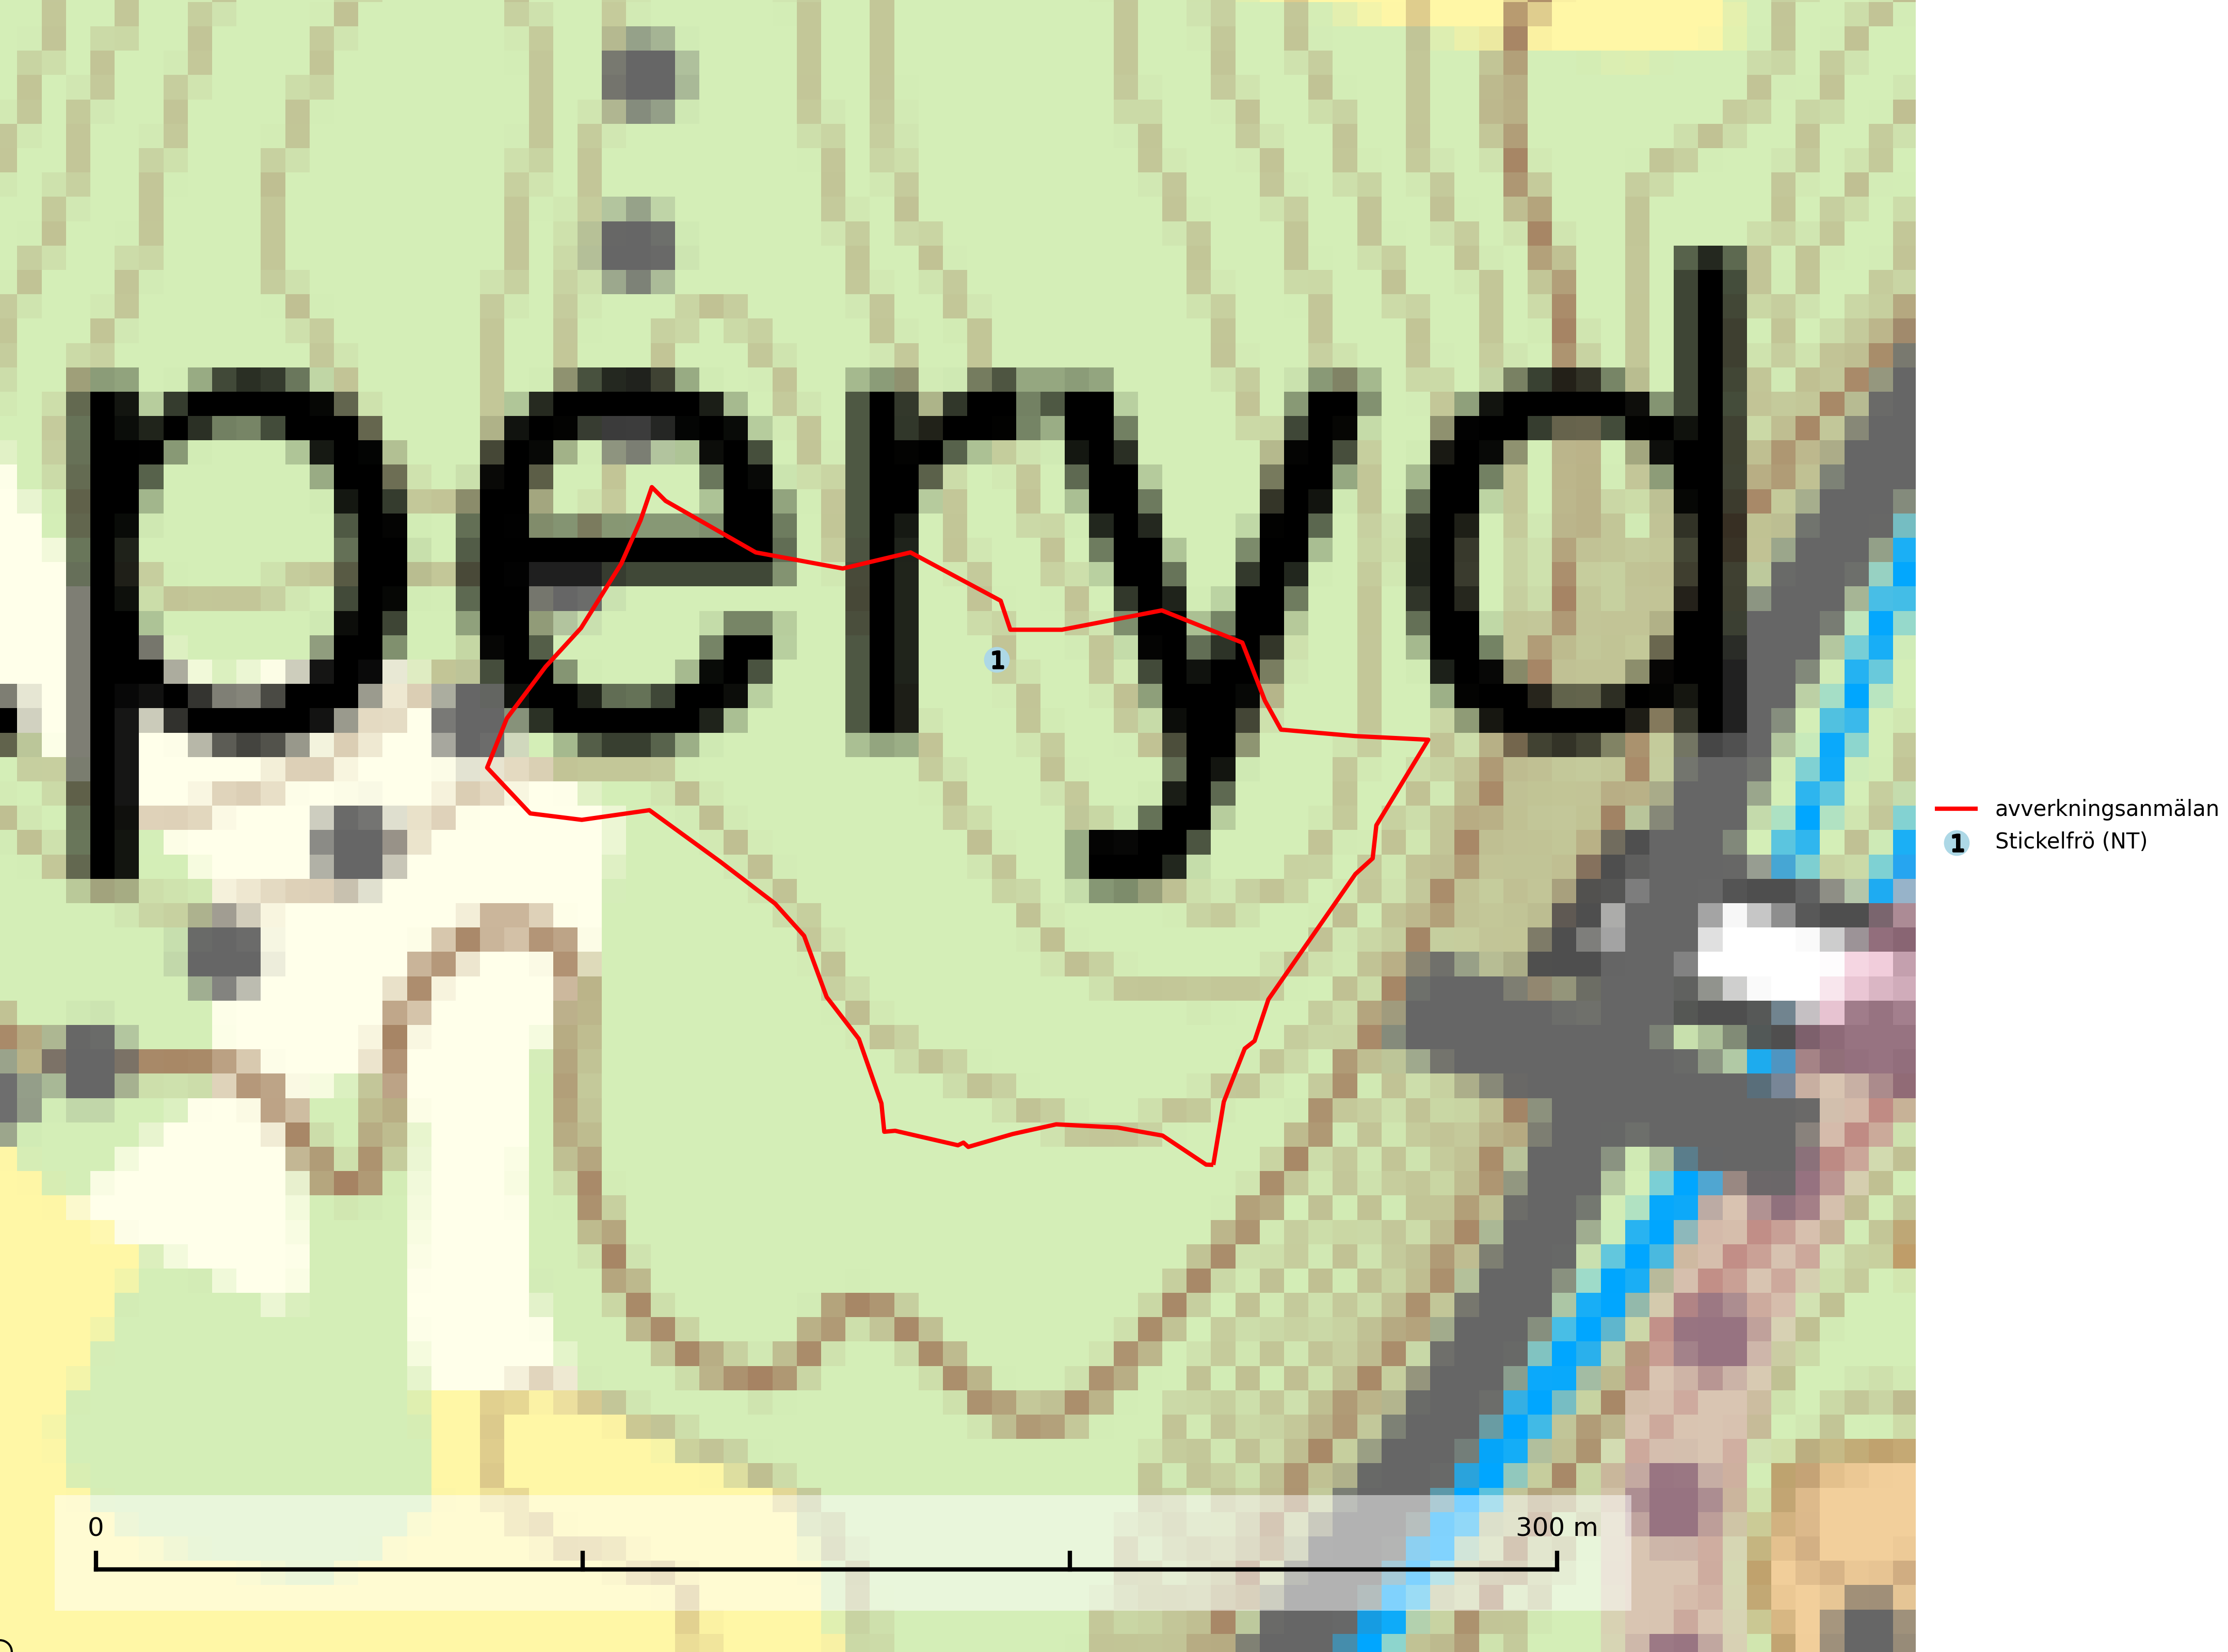 peryd
1
avverkningsanmälan
1 Stickelfrö (NT)
0 300 m